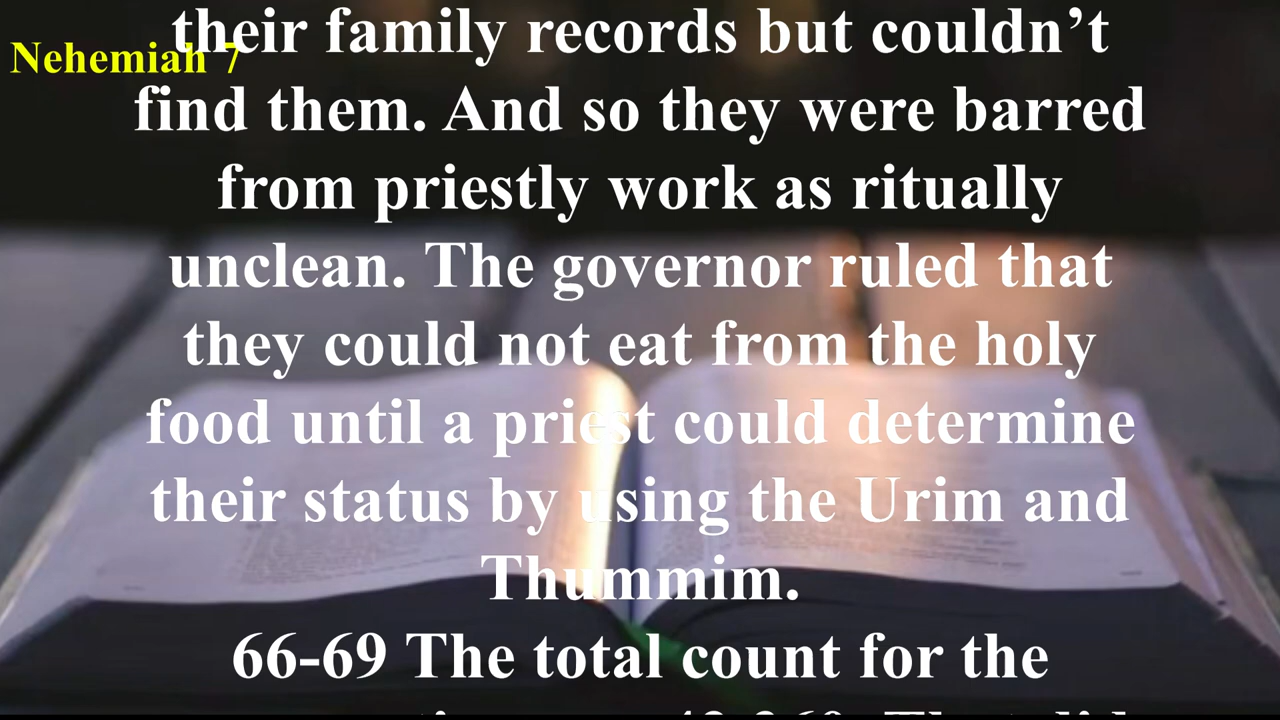 their family records but couldn’t
Nehemiah 7
find them. And so they were barred
from priestly work as ritually
unclean. The governor ruled that
they could not eat from the holy
food until a priest could determine
their status by using the Urim and
Thummim.
66-69 The total count for the